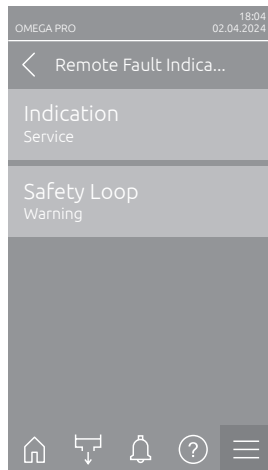 18:04
OMEGA PRO 02.04.2024
Remote Fault Indica...
Indication
Service
Safety Loop
Warning
?